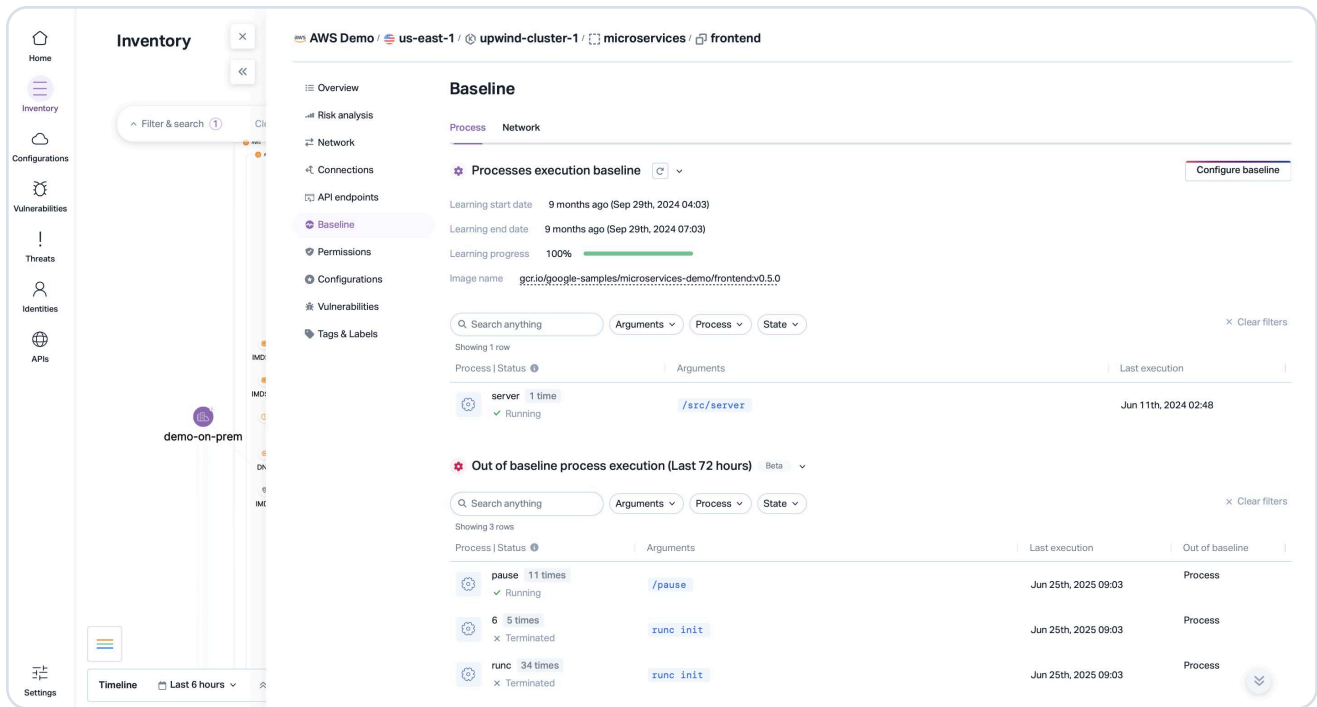 Home
Inventory
Configurations
Vulnerabilities
Threats
Identities
APIs
Settings
Inventory
Filter & search 1
demo-on-prem
Timeline Last 6 hours
AWS Demo / us-east-1 / upwind-cluster-1 / microservices / frontend
Overview
Risk analysis
Network
Connections
API endpoints
Baseline
Permissions
Configurations
Vulnerabilities
Tags & Labels
Baseline
Process Network
Processes execution baseline
Configure baseline
Learning start date 9 months ago (Sep 29th, 2024 04:03)
Learning end date 9 months ago (Sep 29th, 2024 07:03)
Learning progress 100%
Image name gcr.io/google-samples/microservices-demo/frontend:v0.5.0
Search anything Arguments Process State × Clear filters
Showing 1 row
Process | Status Arguments Last execution
server 1 time /src/server Jun 11th, 2024 02:48
Running
Out of baseline process execution (Last 72 hours) Beta
Search anything Arguments Process State × Clear filters
Showing 3 rows
Process | Status Arguments Last execution Out of baseline
pause 11 times /pause Jun 25th, 2025 09:03 Process
Running
6 5 times runc init Jun 25th, 2025 09:03 Process
Terminated
runc 34 times runc init Jun 25th, 2025 09:03 Process
Terminated